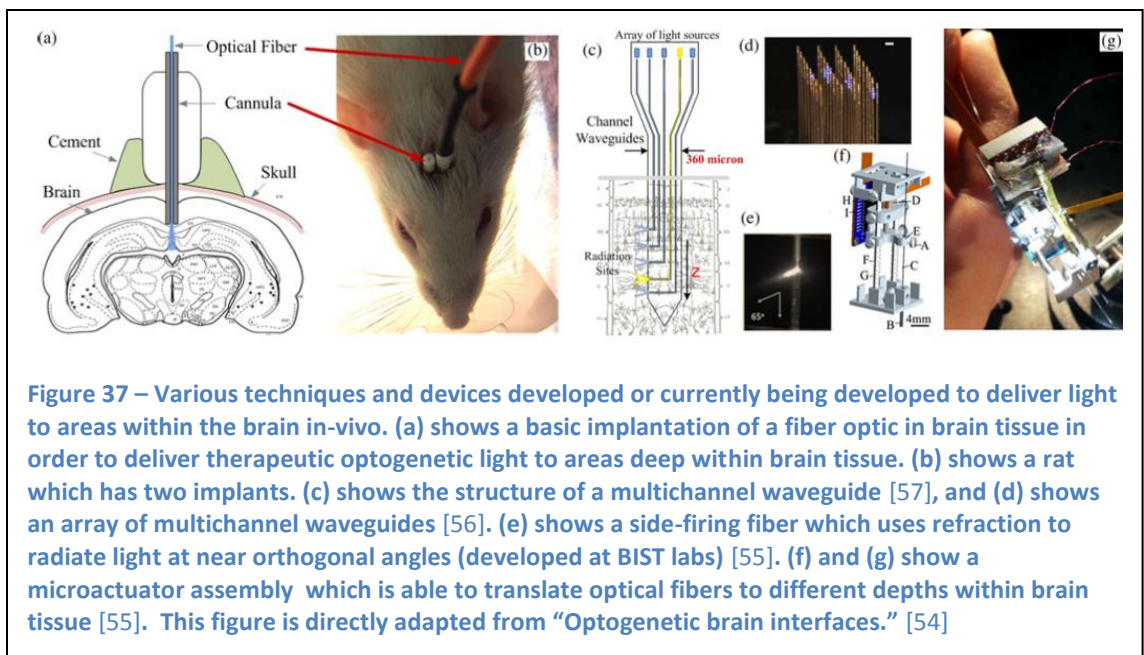 (a)
Optical Fiber
Cannula
Cement
Skull
Brain
(b)
(c)
Array of light sources
Channel
Waveguides
360 micron
Radiation
Sites
Z
(d)
(e)
65°
(f)
H
I
D
E
A
F
G
C
B
4mm
(g)
Figure 37 – Various techniques and devices developed or currently being developed to deliver light
to areas within the brain in-vivo. (a) shows a basic implantation of a fiber optic in brain tissue in
order to deliver therapeutic optogenetic light to areas deep within brain tissue. (b) shows a rat
which has two implants. (c) shows the structure of a multichannel waveguide [57], and (d) shows
an array of multichannel waveguides [56]. (e) shows a side-firing fiber which uses refraction to
radiate light at near orthogonal angles (developed at BIST labs) [55]. (f) and (g) show a
microactuator assembly which is able to translate optical fibers to different depths within brain
tissue [55]. This figure is directly adapted from “Optogenetic brain interfaces.” [54]